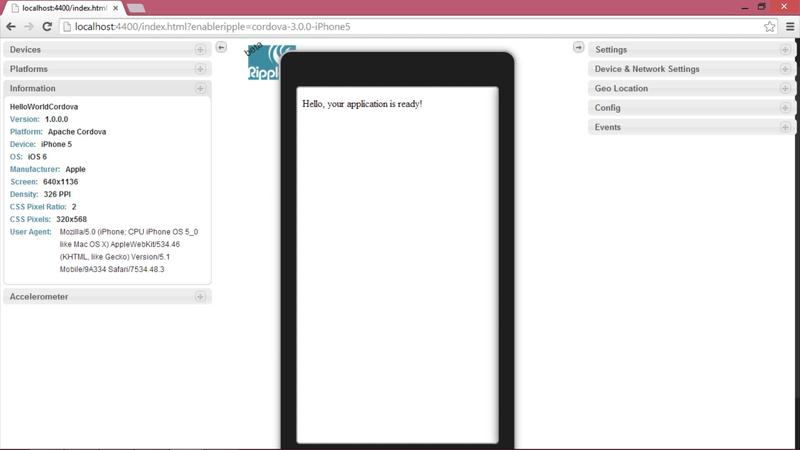 localhost:4400/index.html
localhost:4400/index.html?enableripple=cordova-3.0.0-iPhone5
Devices
Platforms
Information
HelloWorldCordova
Version: 1.0.0.0
Platform: Apache Cordova
Device: iPhone 5
OS: iOS 6
Manufacturer: Apple
Screen: 640x1136
Density: 326 PPI
CSS Pixel Ratio: 2
CSS Pixels: 320x568
User Agent: Mozilla/5.0 (iPhone; CPU iPhone OS 5_0
like Mac OS X) AppleWebKit/534.46
(KHTML, like Gecko) Version/5.1
Mobile/9A334 Safari/7534.48.3
Accelerometer
beta
Rippl
Hello, your application is ready!
Settings
Device & Network Settings
Geo Location
Config
Events